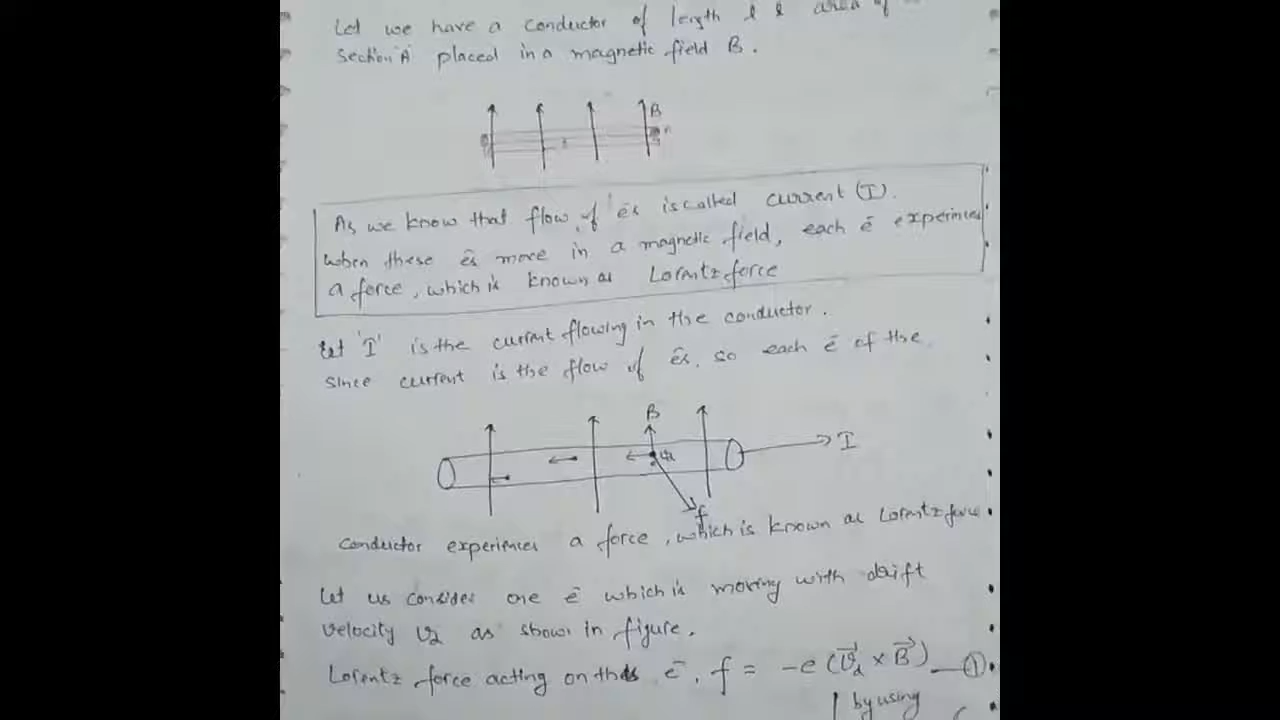 Let we have a conductor of length l & area of
Section 'A' placed in a magnetic field B.
B
As we know that flow of ēs is called current (I).
when these ēs move in a magnetic field, each ē experinces
a force, which is known as Lorentz force
Let 'I' is the current flowing in the conductor.
Since current is the flow of ēs, so each ē of the
B
I
f
conductor experiences a force, which is known as Lorentz force.
Let us consider one ē which is moving with drift
velocity vd as shown in figure.
Lorentz force acting on this ē, f = -e (v⃗d × B⃗) — ①
by using